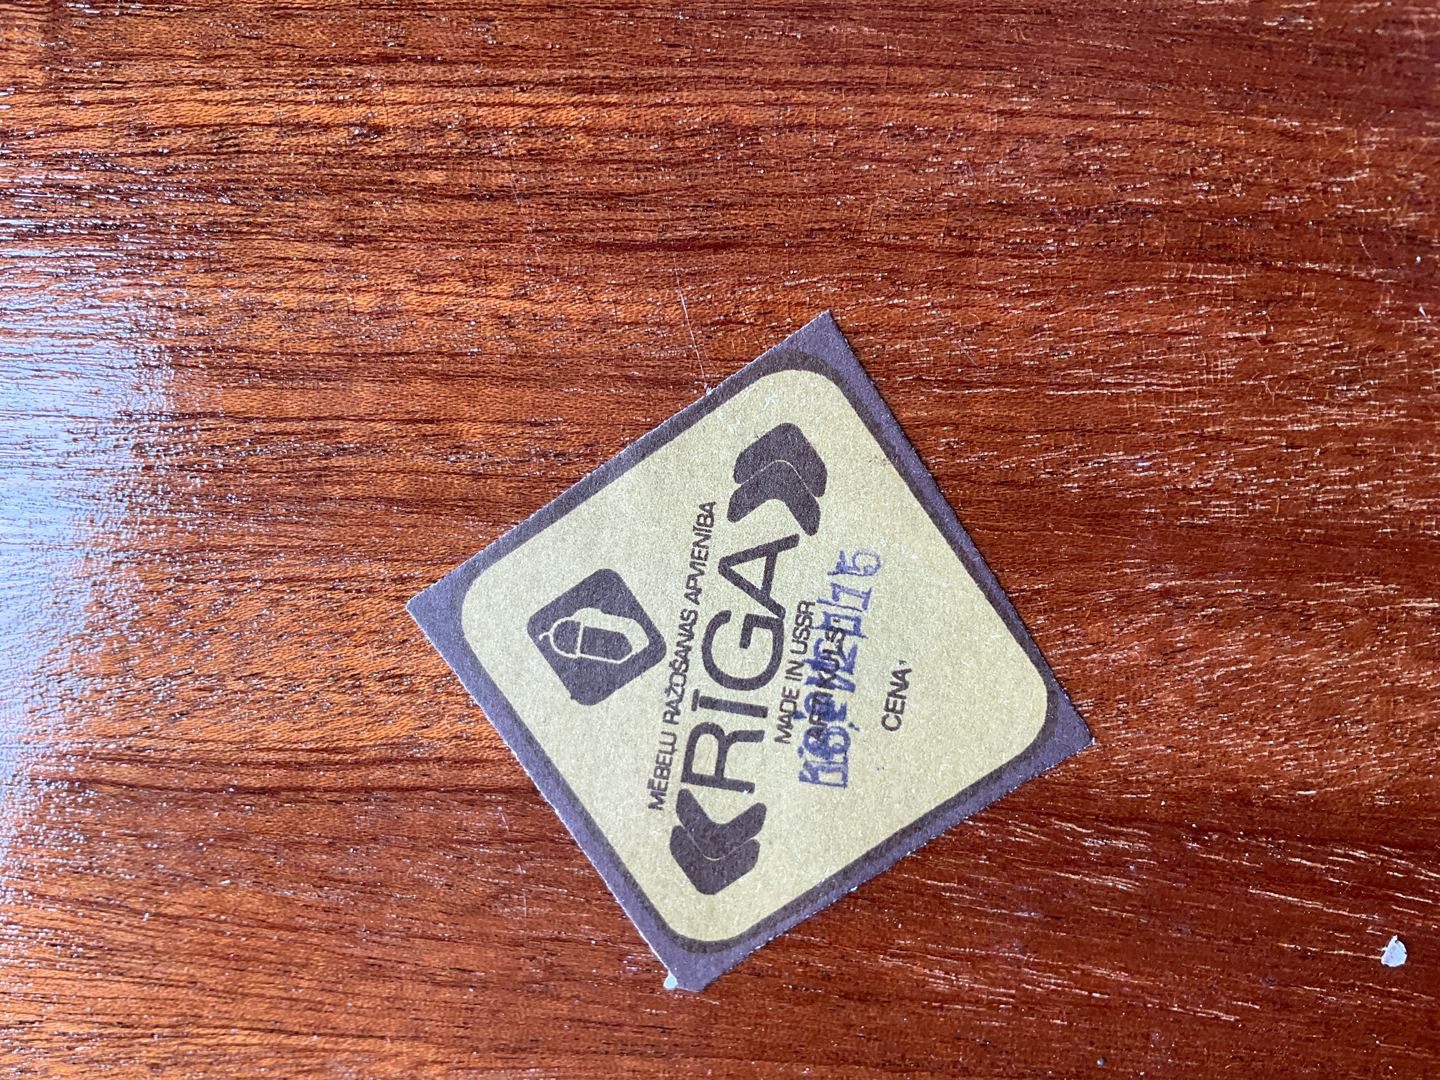 MĒBEĻU RAŽOŠANAS APVIENĪBA
RĪGA
MADE IN USSR
ARTIKULS:
CENA,